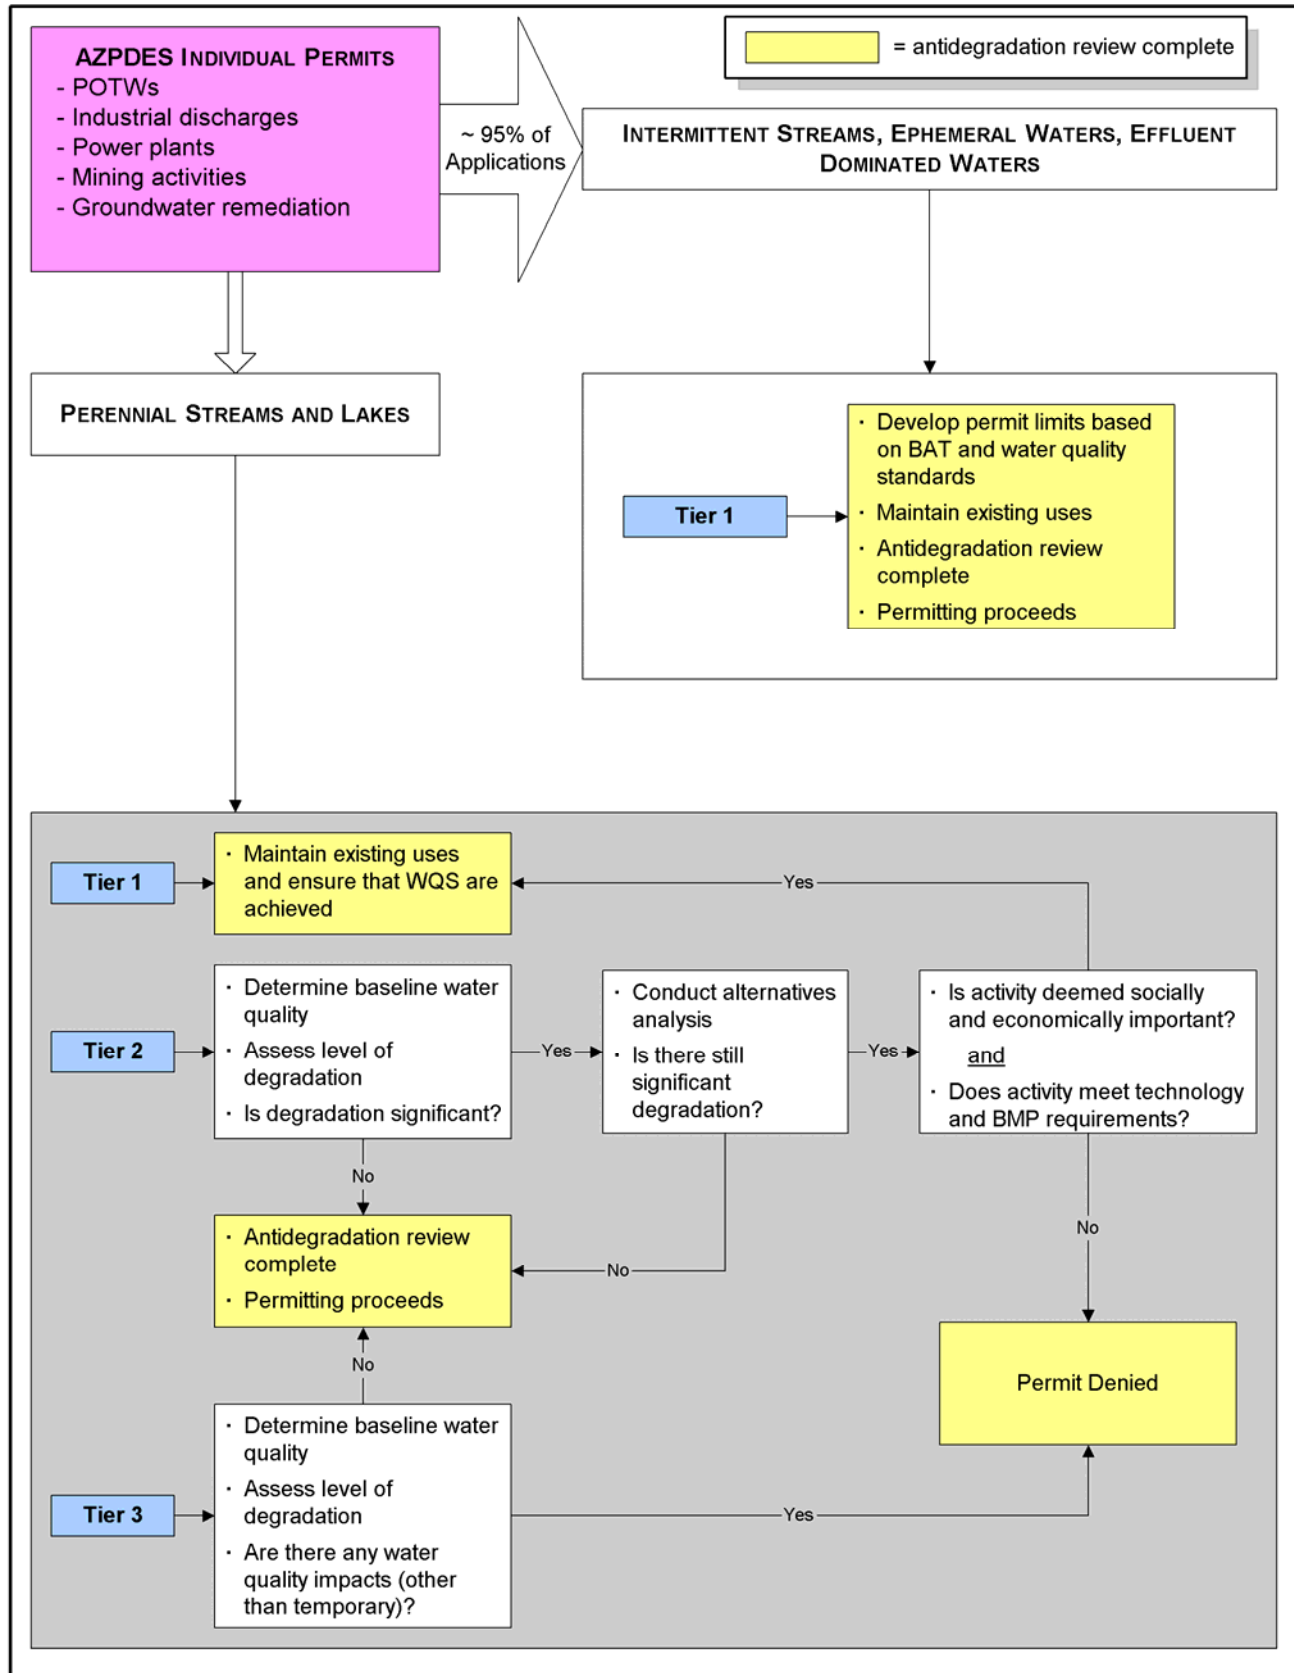 AZPDES INDIVIDUAL PERMITS
- POTWs
- Industrial discharges
- Power plants
- Mining activities
- Groundwater remediation
~ 95% of
Applications
= antidegradation review complete
INTERMITTENT STREAMS, EPHEMERAL WATERS, EFFLUENT
DOMINATED WATERS
PERENNIAL STREAMS AND LAKES
Tier 1
· Develop permit limits based
on BAT and water quality
standards
· Maintain existing uses
· Antidegradation review
complete
· Permitting proceeds
Tier 1
· Maintain existing uses
and ensure that WQS are
achieved
Yes
Tier 2
· Determine baseline water
quality
· Assess level of
degradation
· Is degradation significant?
Yes
· Conduct alternatives
analysis
· Is there still
significant
degradation?
Yes
· Is activity deemed socially
and economically important?
and
· Does activity meet technology
and BMP requirements?
No
· Antidegradation review
complete
· Permitting proceeds
No
No
Permit Denied
No
Tier 3
· Determine baseline water
quality
· Assess level of
degradation
· Are there any water
quality impacts (other
than temporary)?
Yes